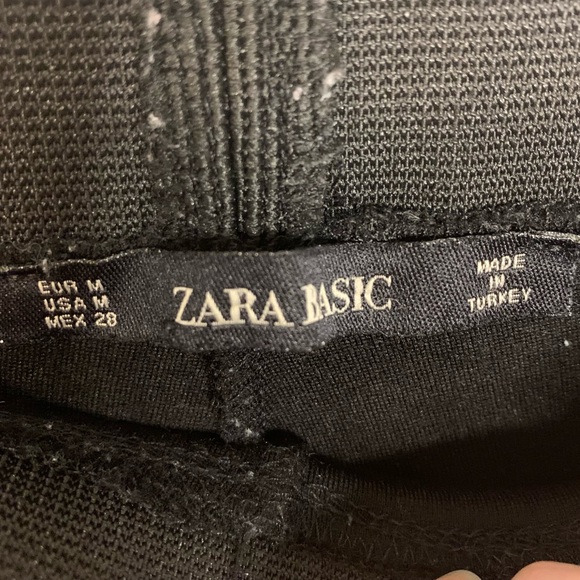 EUR M
USA M
MEX 28
ZARA BASIC
MADE
IN
TURKEY